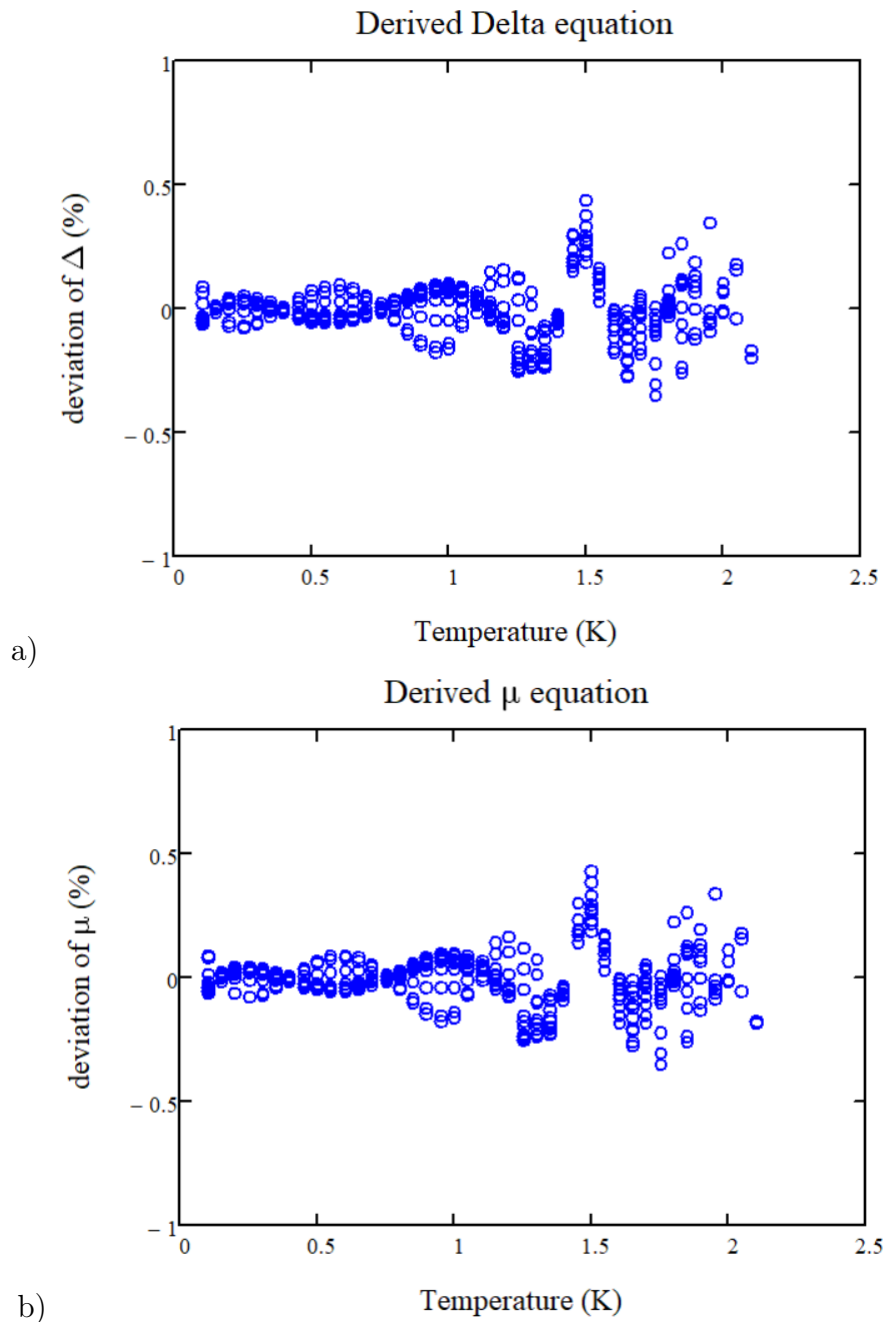 Derived Delta equation
1
0.5
0
− 0.5
− 1
deviation of Δ (%)
0 0.5 1 1.5 2 2.5
Temperature (K)
a)
Derived μ equation
1
0.5
0
− 0.5
− 1
deviation of μ (%)
0 0.5 1 1.5 2 2.5
Temperature (K)
b)